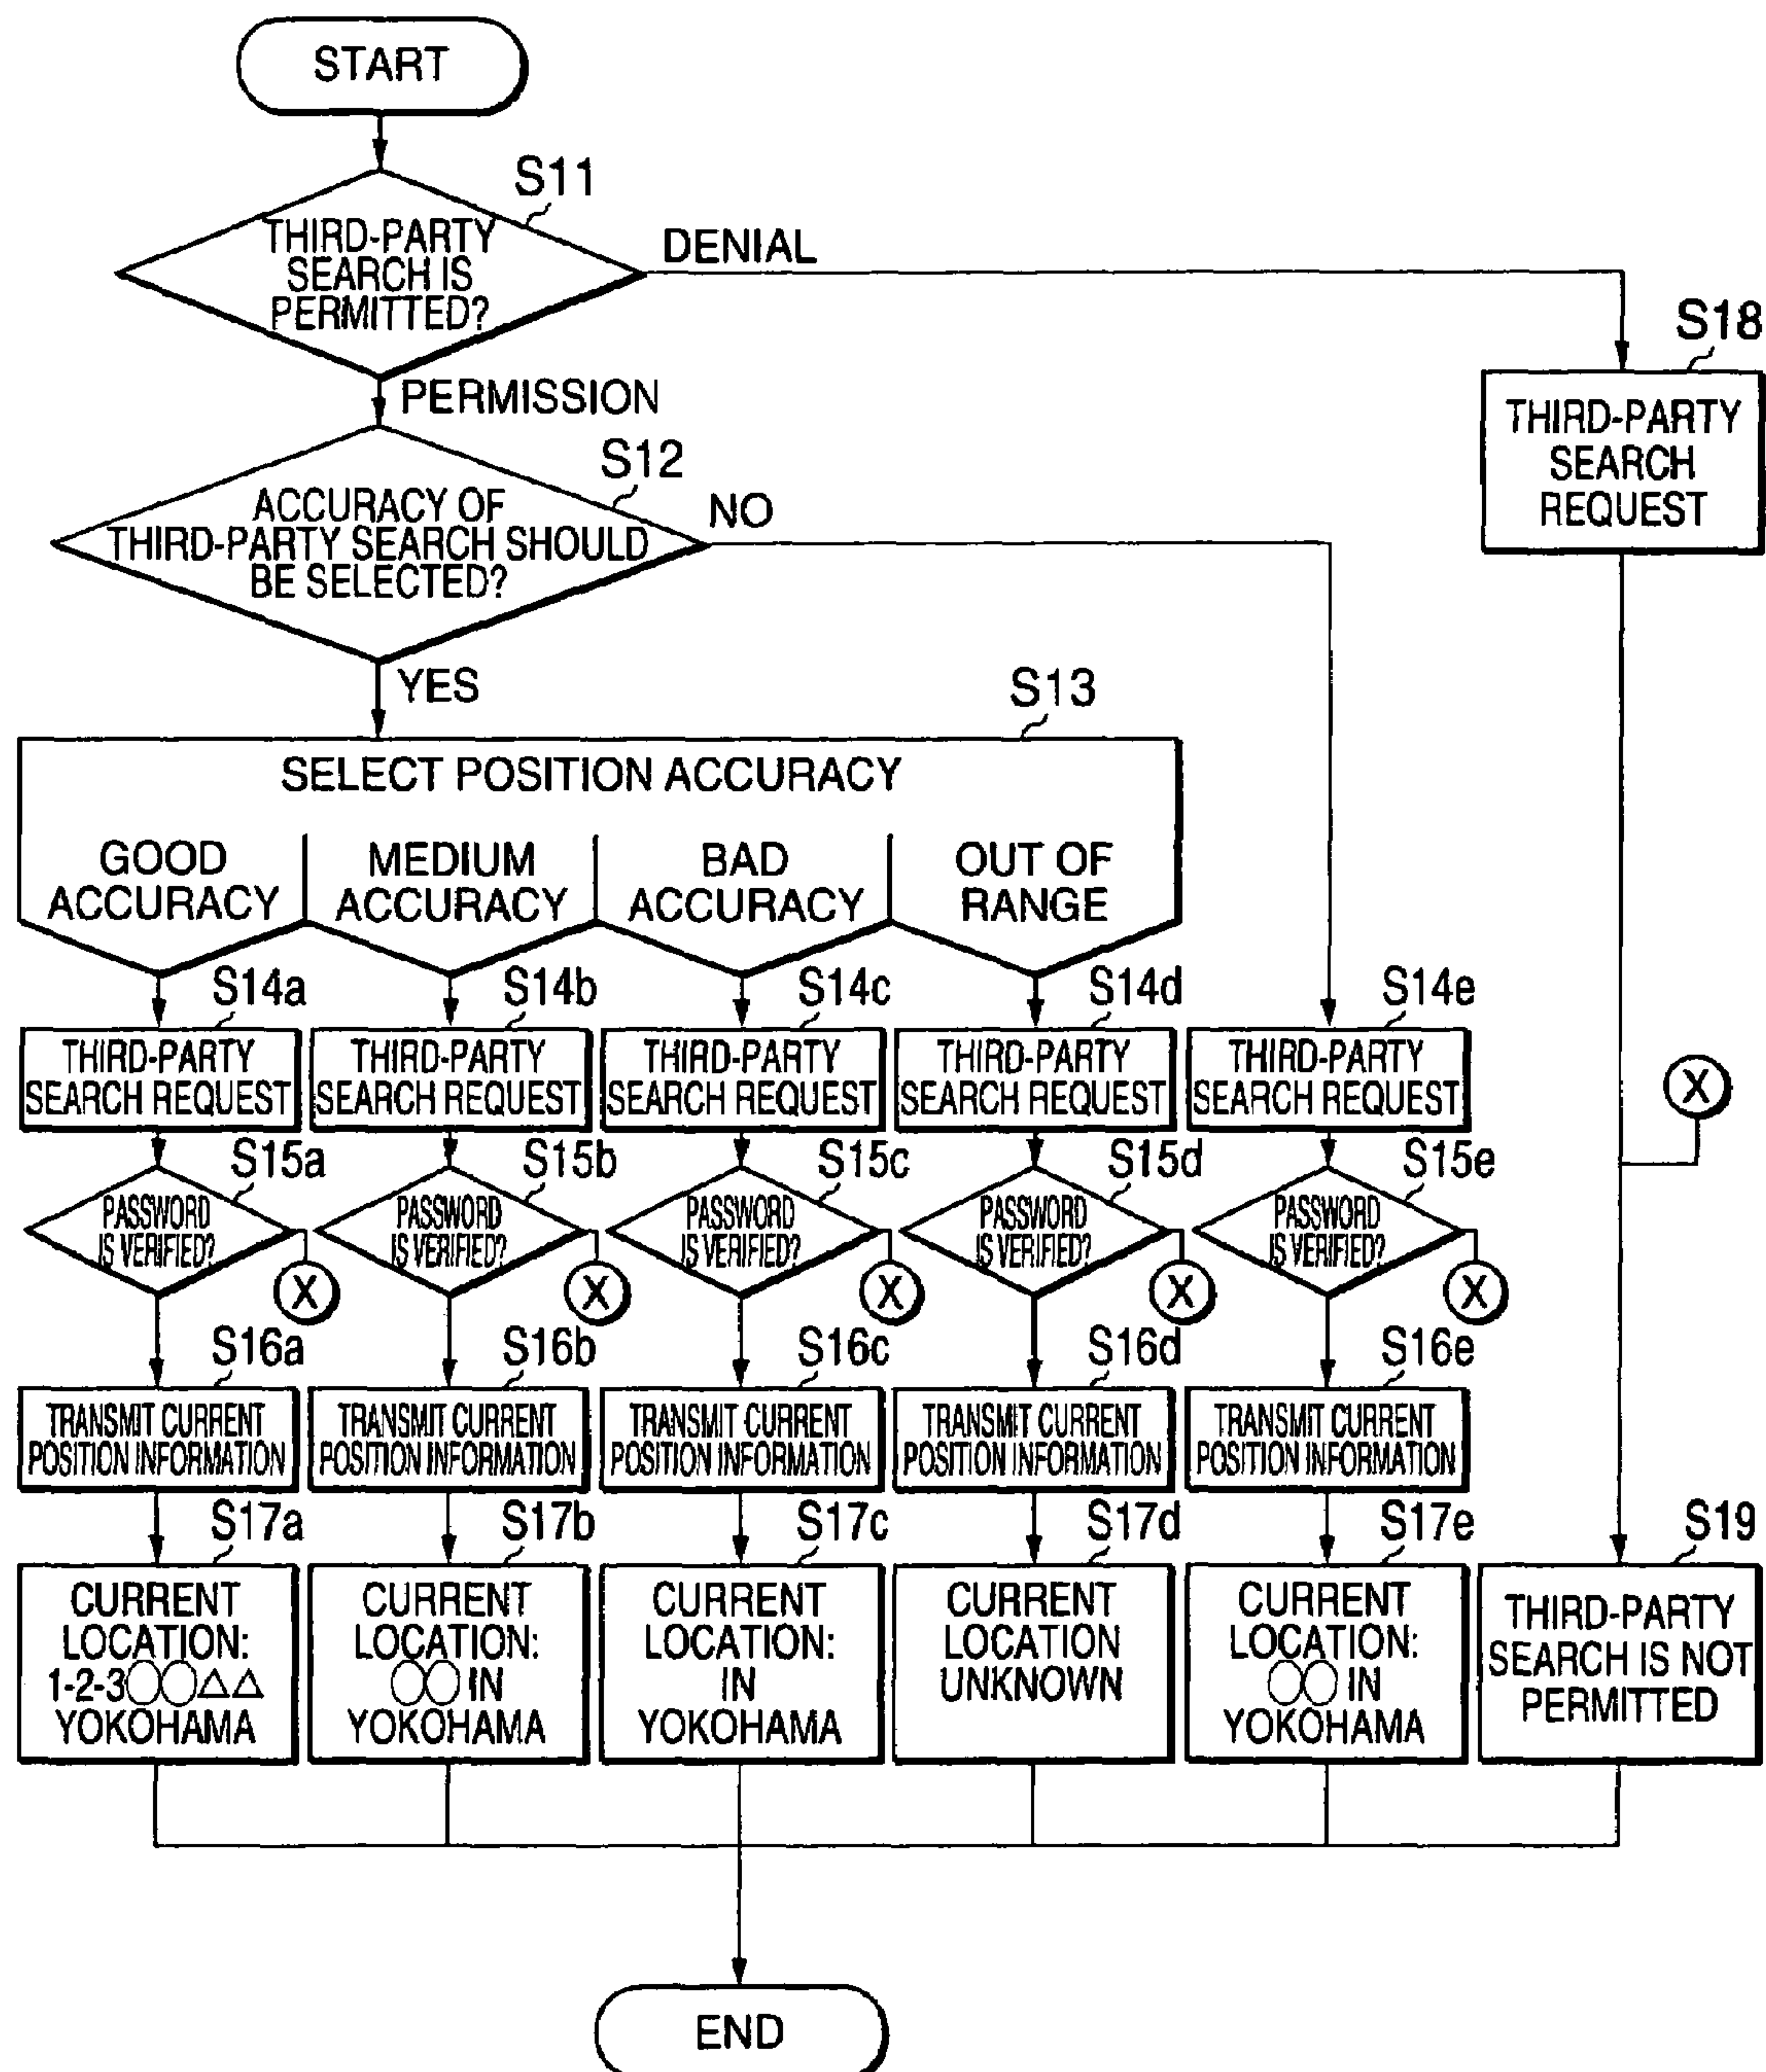 START
S11
THIRD-PARTY
SEARCH IS
PERMITTED?
DENIAL
PERMISSION
S18
THIRD-PARTY
SEARCH
REQUEST
S12
ACCURACY OF
THIRD-PARTY SEARCH SHOULD
BE SELECTED?
NO
YES
S13
SELECT POSITION ACCURACY
GOOD
ACCURACY
MEDIUM
ACCURACY
BAD
ACCURACY
OUT OF
RANGE
S14a
THIRD-PARTY
SEARCH REQUEST
S14b
THIRD-PARTY
SEARCH REQUEST
S14c
THIRD-PARTY
SEARCH REQUEST
S14d
THIRD-PARTY
SEARCH REQUEST
S14e
THIRD-PARTY
SEARCH REQUEST
X
S15a
PASSWORD
IS VERIFIED?
X
S15b
PASSWORD
IS VERIFIED?
X
S15c
PASSWORD
IS VERIFIED?
X
S15d
PASSWORD
IS VERIFIED?
X
S15e
PASSWORD
IS VERIFIED?
X
S16a
TRANSMIT CURRENT
POSITION INFORMATION
S16b
TRANSMIT CURRENT
POSITION INFORMATION
S16c
TRANSMIT CURRENT
POSITION INFORMATION
S16d
TRANSMIT CURRENT
POSITION INFORMATION
S16e
TRANSMIT CURRENT
POSITION INFORMATION
S17a
CURRENT
LOCATION:
1-2-3○○△△
YOKOHAMA
S17b
CURRENT
LOCATION:
○○ IN
YOKOHAMA
S17c
CURRENT
LOCATION:
IN
YOKOHAMA
S17d
CURRENT
LOCATION
UNKNOWN
S17e
CURRENT
LOCATION:
○○ IN
YOKOHAMA
S19
THIRD-PARTY
SEARCH IS NOT
PERMITTED
END